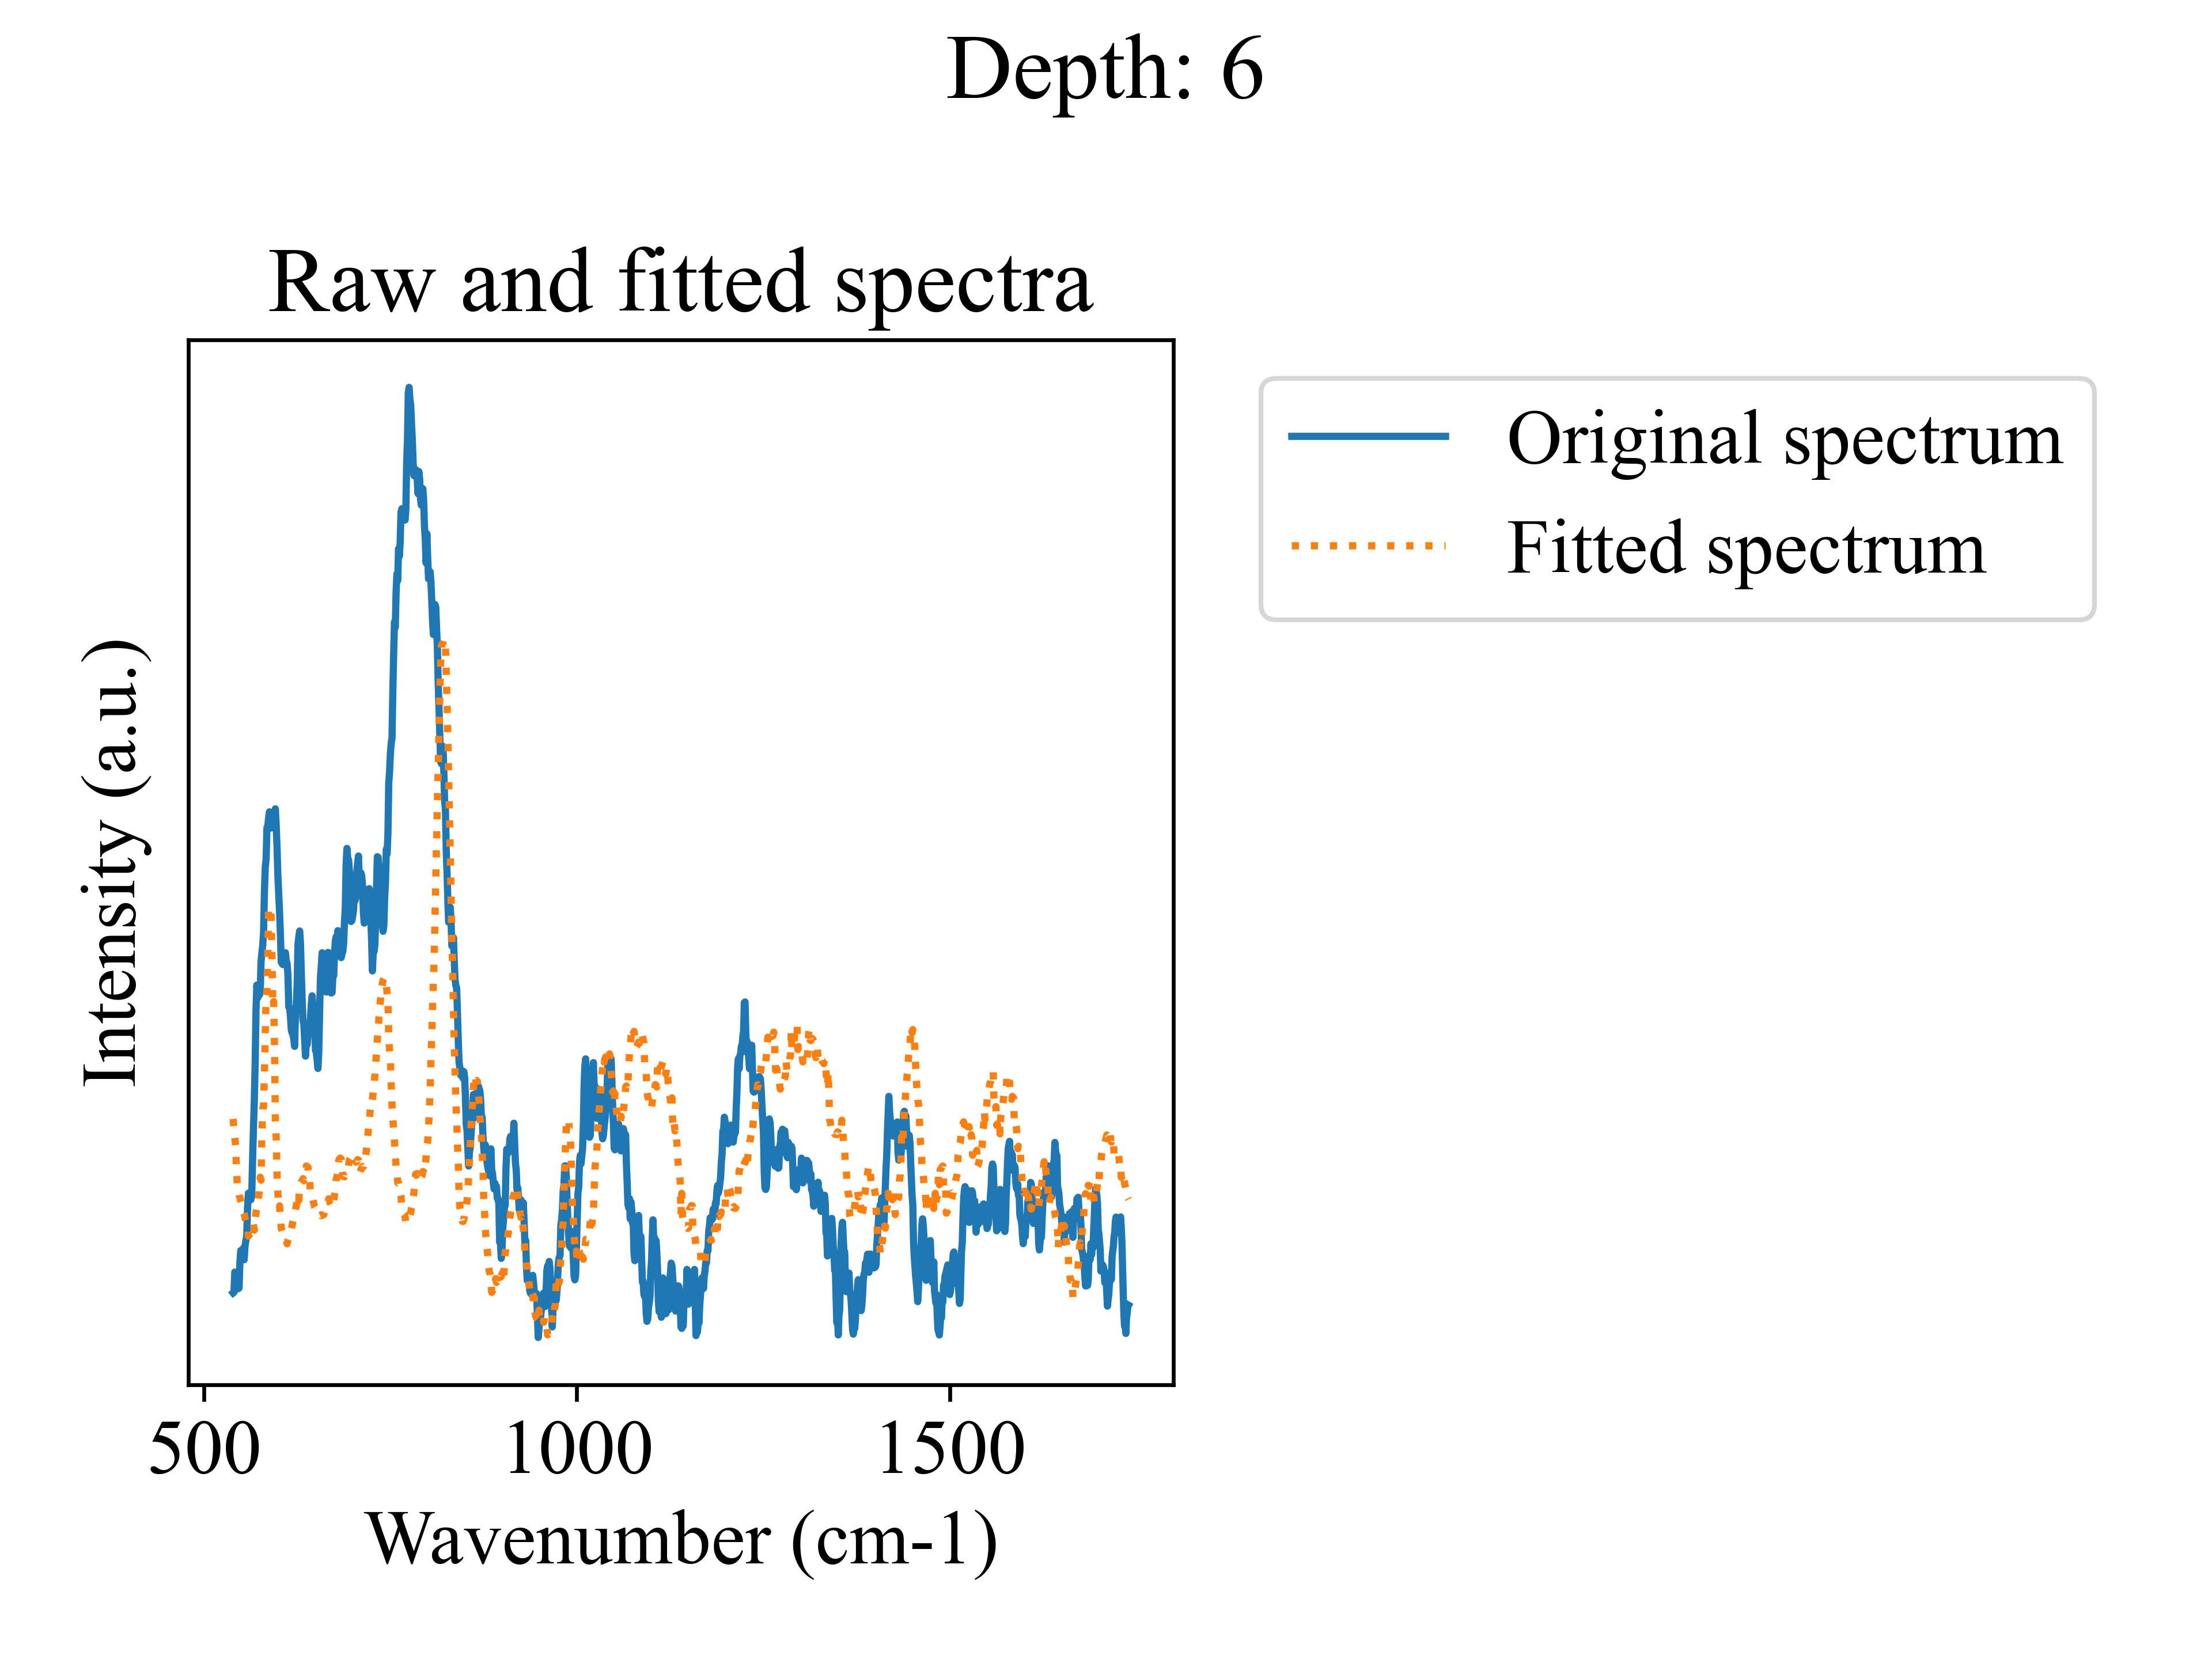 Depth: 6
Raw and fitted spectra
Original spectrum
Fitted spectrum
Intensity (a.u.)
500 1000 1500
Wavenumber (cm-1)